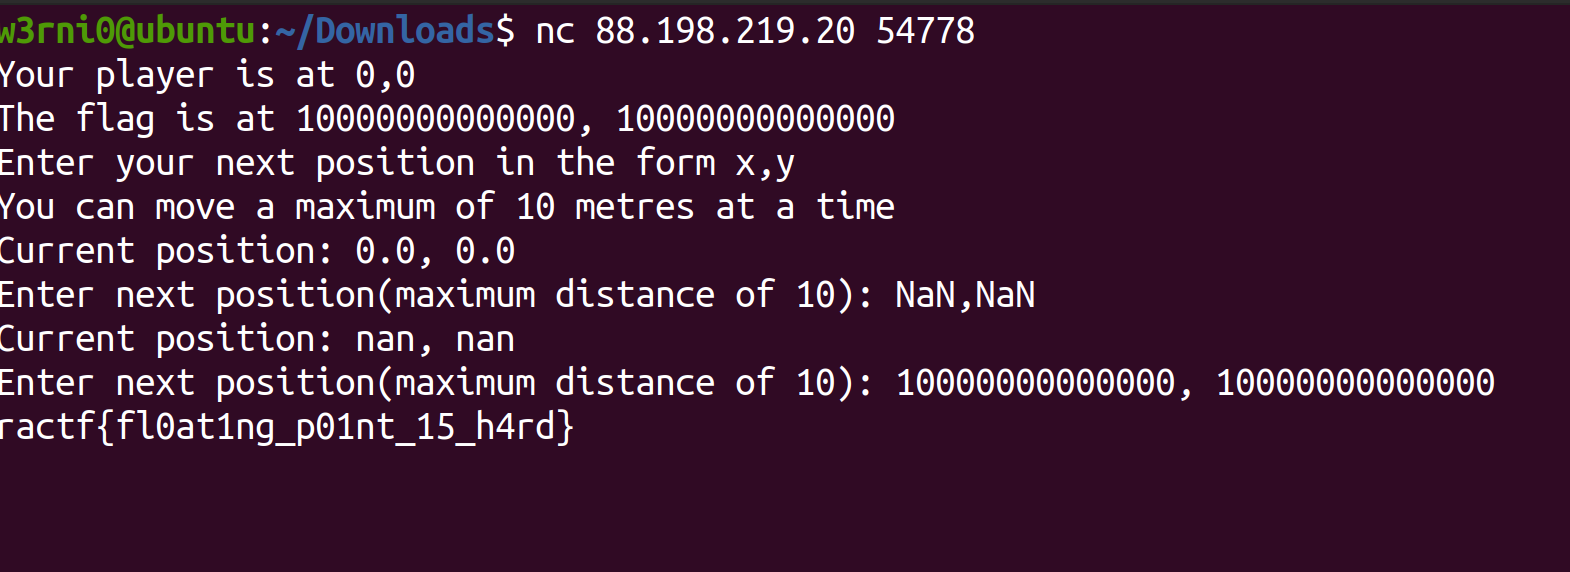 w3rni0@ubuntu:~/Downloads$ nc 88.198.219.20 54778
Your player is at 0,0
The flag is at 10000000000000, 10000000000000
Enter your next position in the form x,y
You can move a maximum of 10 metres at a time
Current position: 0.0, 0.0
Enter next position(maximum distance of 10): NaN,NaN
Current position: nan, nan
Enter next position(maximum distance of 10): 10000000000000, 10000000000000
ractf{fl0at1ng_p01nt_15_h4rd}